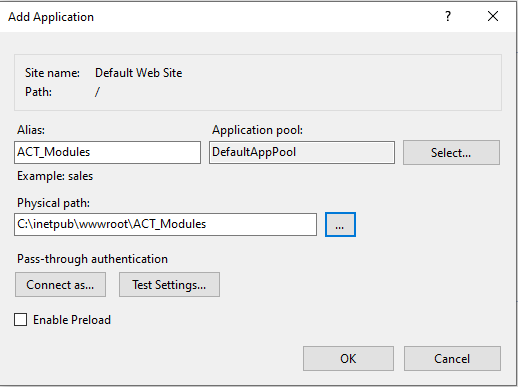 Add Application
?
Site name: Default Web Site
Path: /
Alias: Application pool:
ACT_Modules DefaultAppPool Select...
Example: sales
Physical path:
C:\inetpub\wwwroot\ACT_Modules ...
Pass-through authentication
Connect as... Test Settings...
Enable Preload
OK Cancel